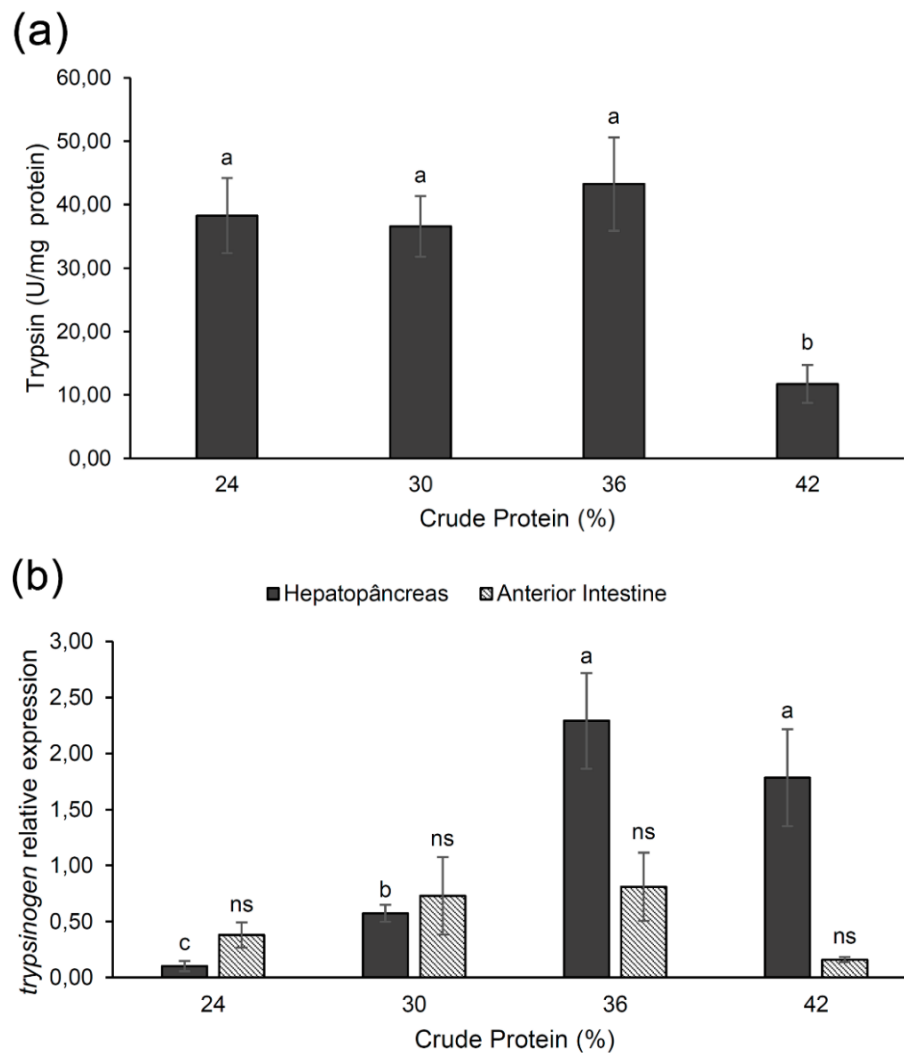 (a)
Trypsin (U/mg protein)
60,00
50,00
40,00
30,00
20,00
10,00
0,00
a
a
a
b
24 30 36 42
Crude Protein (%)
(b)
Hepatopâncreas Anterior Intestine
trypsinogen relative expression
3,00
2,50
2,00
1,50
1,00
0,50
0,00
c ns
b ns
a ns
a ns
24 30 36 42
Crude Protein (%)